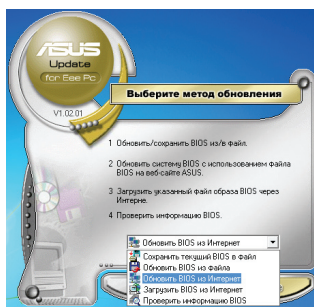 ASUS
Update
for Eee Pc
V1.02.01
Выберите метод обновления
1 Обновить/сохранить BIOS из/в файл.
2 Обновить систему BIOS с использованием файла
BIOS на веб-сайте ASUS.
3 Загрузить указанный файл образа BIOS через
Интерне.
4 Проверить информацию BIOS.
Обновить BIOS из Интернет
Сохранить текущий BIOS в файл
Обновить BIOS из файла
Обновить BIOS из Интернет
Загрузить BIOS из Интернет
Проверить информацию BIOS